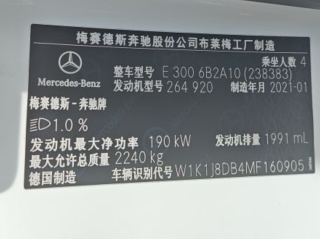 梅赛德斯奔驰股份公司布莱梅工厂制造
乘坐人数 4
Mercedes-Benz
整车型号 E 300 6B2A10 (238383)
发动机型号 264 920 制造年月 2021-01
梅赛德斯-奔驰牌
1.0 %
发动机最大净功率 190 kW 发动机排量 1991 mL
最大允许总质量 2240 kg
德国制造 车辆识别代号 W1K1J8DB4MF160905